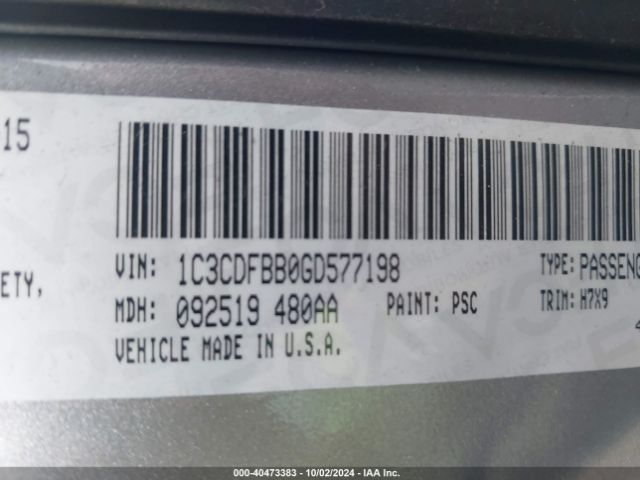 15
VIN: 1C3CDFBB0GD577198 TYPE: PASSENG
ETY,
MDH: 092519 480AA PAINT: PSC TRIM: H7X9
4
VEHICLE MADE IN U.S.A.
000-40473383 - 10/02/2024 - IAA Inc.